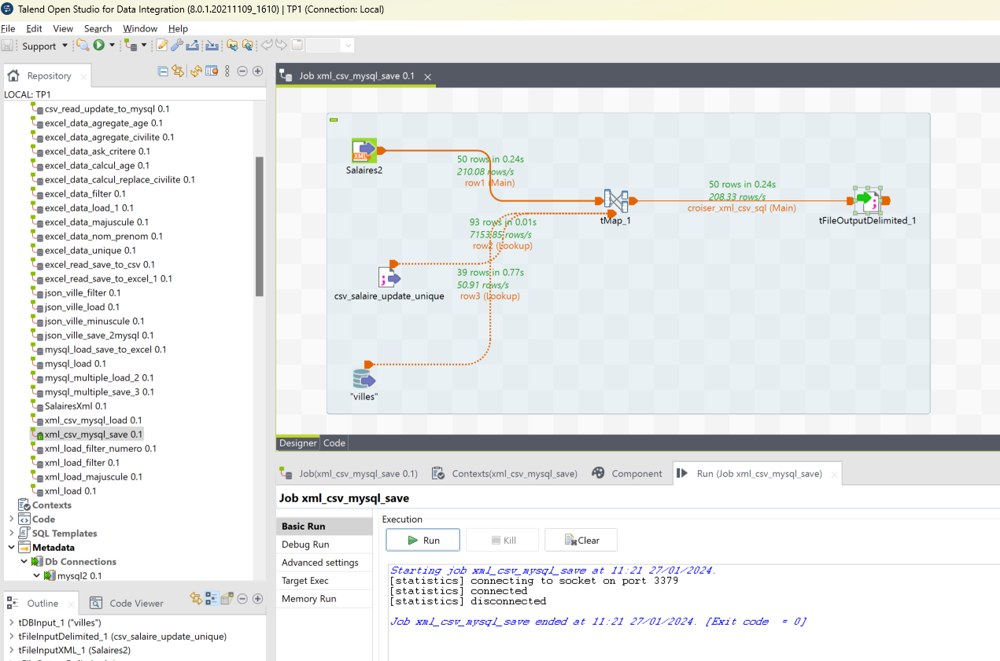 Talend Open Studio for Data Integration (8.0.1.20211109_1610) | TP1 (Connection: Local)
File Edit View Search Window Help
Support
Repository
LOCAL: TP1
csv_read_update_to_mysql 0.1
excel_data_agregate_age 0.1
excel_data_agregate_civilite 0.1
excel_data_ask_critere 0.1
excel_data_calcul_age 0.1
excel_data_calcul_replace_civilite 0.1
excel_data_filter 0.1
excel_data_load_1 0.1
excel_data_majuscule 0.1
excel_data_nom_prenom 0.1
excel_data_unique 0.1
excel_read_save_to_csv 0.1
excel_read_save_to_excel_1 0.1
json_ville_filter 0.1
json_ville_load 0.1
json_ville_minuscule 0.1
json_ville_save_2mysql 0.1
mysql_load_save_to_excel 0.1
mysql_load 0.1
mysql_multiple_load_2 0.1
mysql_multiple_save_3 0.1
SalairesXml 0.1
xml_csv_mysql_load 0.1
xml_csv_mysql_save 0.1
xml_load_filter_numero 0.1
xml_load_filter 0.1
xml_load_majuscule 0.1
xml_load 0.1
Contexts
Code
SQL Templates
Metadata
Db Connections
mysql2 0.1
Outline
Code Viewer
tDBInput_1 ("villes")
tFileInputDelimited_1 (csv_salaire_update_unique)
tFileInputXML_1 (Salaires2)
Job xml_csv_mysql_save 0.1
XML
Salaires2
50 rows in 0.24s
210.08 rows/s
row1 (Main)
tMap_1
50 rows in 0.24s
208.33 rows/s
croiser_xml_csv_sql (Main)
tFileOutputDelimited_1
93 rows in 0.01s
7153.85 rows/s
row2 (Lookup)
csv_salaire_update_unique
39 rows in 0.77s
50.91 rows/s
row3 (Lookup)
"villes"
Designer Code
Job(xml_csv_mysql_save 0.1) Contexts(xml_csv_mysql_save) Component Run (Job xml_csv_mysql_save)
Job xml_csv_mysql_save
Basic Run
Debug Run
Advanced settings
Target Exec
Memory Run
Execution
Run Kill Clear
Starting job xml_csv_mysql_save at 11:21 27/01/2024.
[statistics] connecting to socket on port 3379
[statistics] connected
[statistics] disconnected
Job xml_csv_mysql_save ended at 11:21 27/01/2024. [Exit code  = 0]